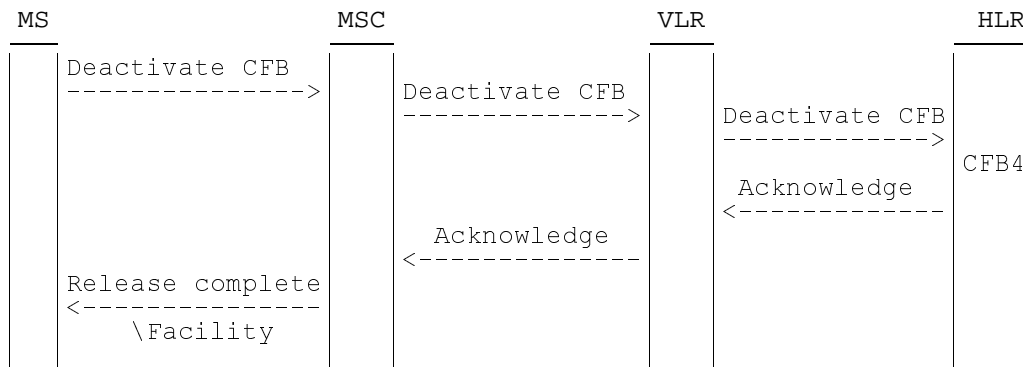 MS MSC VLR HLR
Deactivate CFB
--------------->
Deactivate CFB
-------------->
Deactivate CFB
------------->
CFB4
Acknowledge
<-------------
Acknowledge
<--------------
Release complete
<---------------
\Facility